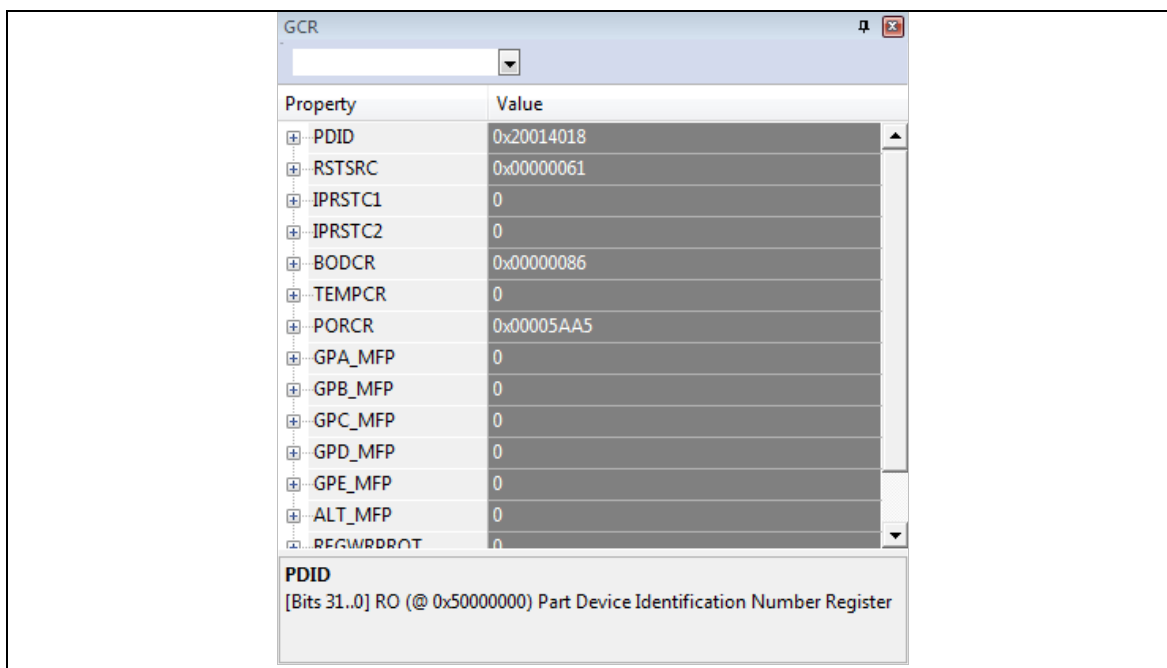 GCR
Property Value
PDID 0x20014018
RSTSRC 0x00000061
IPRSTC1 0
IPRSTC2 0
BODCR 0x00000086
TEMPCR 0
PORCR 0x00005AA5
GPA_MFP 0
GPB_MFP 0
GPC_MFP 0
GPD_MFP 0
GPE_MFP 0
ALT_MFP 0
REGWRPROT 0
PDID
[Bits 31..0] RO (@ 0x50000000) Part Device Identification Number Register